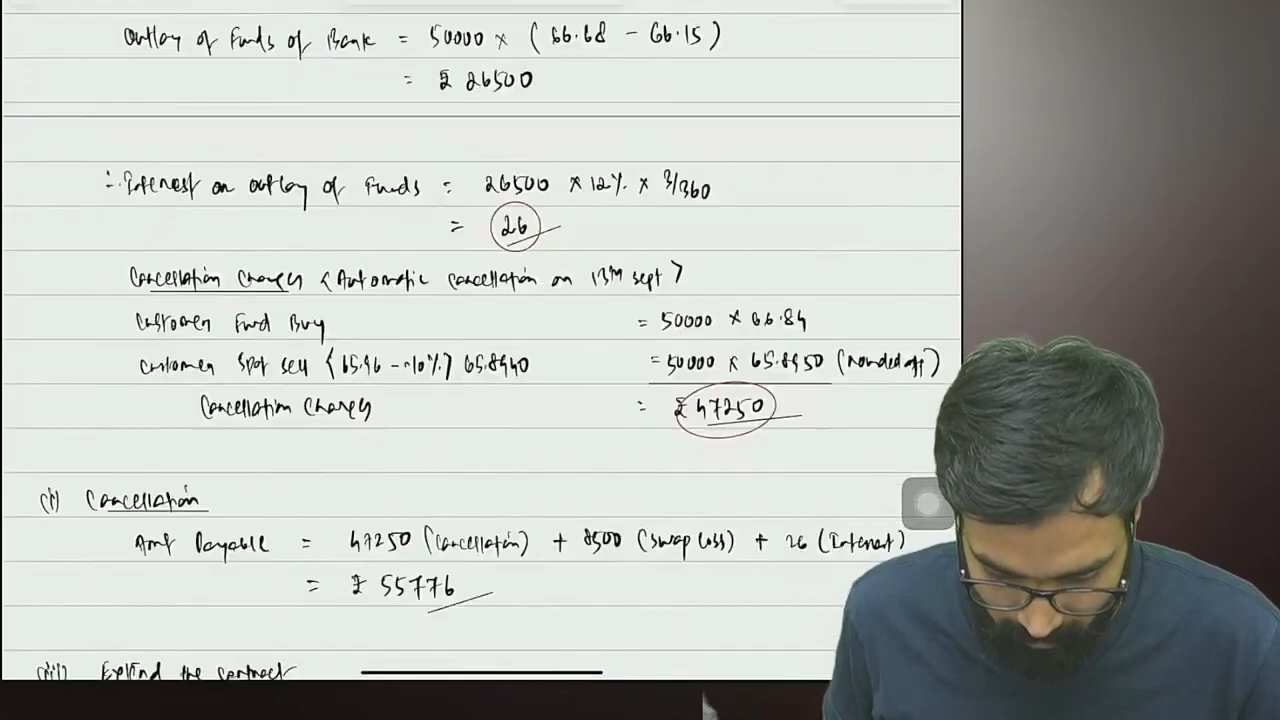 Outlay of Funds of Bank = 50000 × (66.68 - 66.15)
= ₹ 26500
∴ Interest on outlay of Funds = 26500 × 12% × 3/360
= 26
Cancellation Charges <Automatic cancellation on 13th sept>
Customer Fwd Buy = 50000 × 66.84
Customer Spot sell {65.96 - .10%} 65.8940 = 50000 × 65.8950 (rounded off)
Cancellation Charges = ₹ 47250
Cancellation
Amt Payable = 47250 (Cancellation) + 8500 (Swap Loss) + 26 (Interest)
= ₹ 55776
(iii) Extend the contract